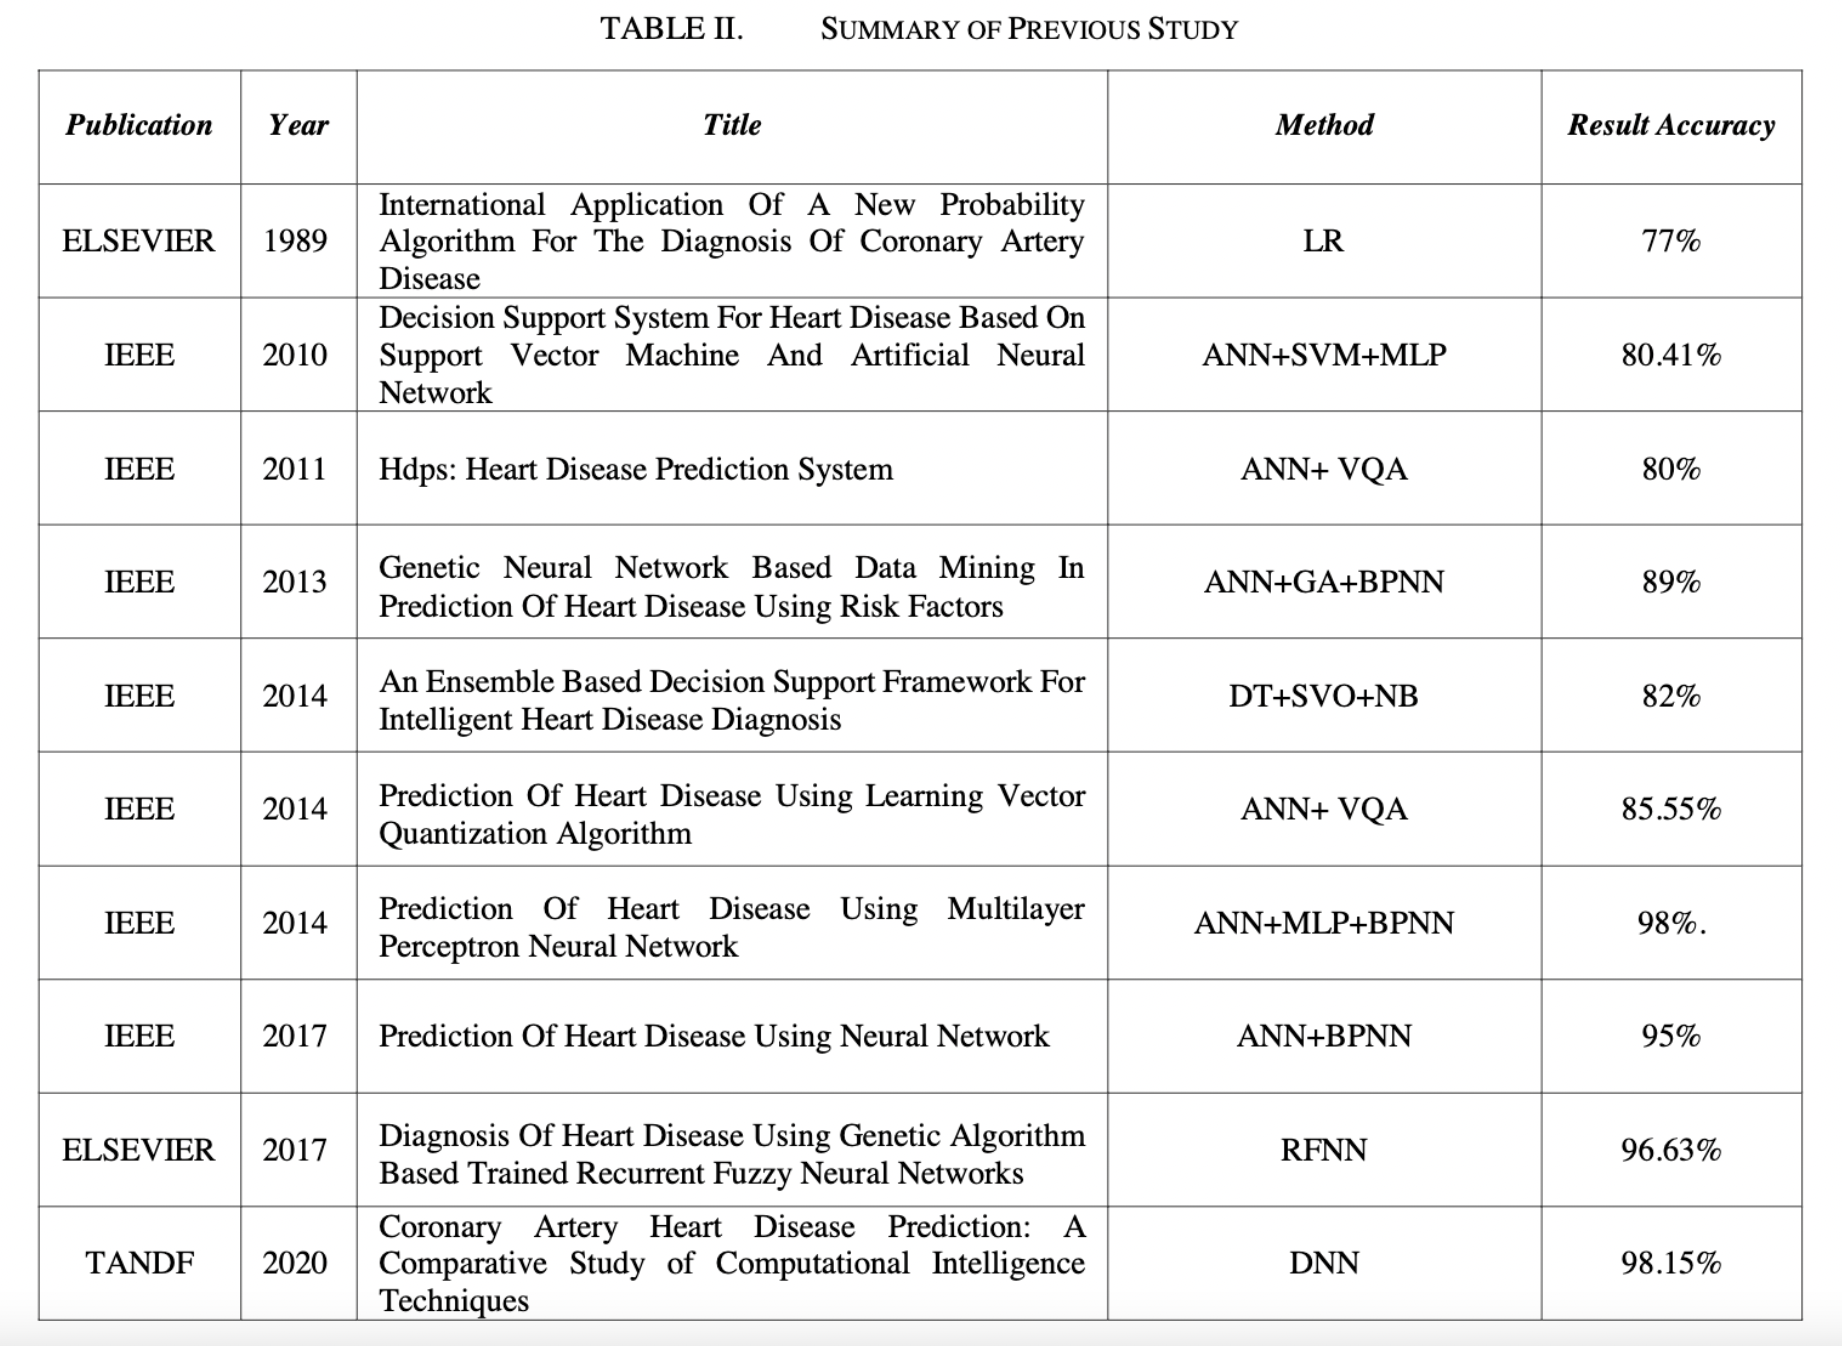 TABLE II. SUMMARY OF PREVIOUS STUDY
Publication Year Title Method Result Accuracy
ELSEVIER 1989 International Application Of A New Probability
Algorithm For The Diagnosis Of Coronary Artery
Disease LR 77%
IEEE 2010 Decision Support System For Heart Disease Based On
Support Vector Machine And Artificial Neural
Network ANN+SVM+MLP 80.41%
IEEE 2011 Hdps: Heart Disease Prediction System ANN+ VQA 80%
IEEE 2013 Genetic Neural Network Based Data Mining In
Prediction Of Heart Disease Using Risk Factors ANN+GA+BPNN 89%
IEEE 2014 An Ensemble Based Decision Support Framework For
Intelligent Heart Disease Diagnosis DT+SVO+NB 82%
IEEE 2014 Prediction Of Heart Disease Using Learning Vector
Quantization Algorithm ANN+ VQA 85.55%
IEEE 2014 Prediction Of Heart Disease Using Multilayer
Perceptron Neural Network ANN+MLP+BPNN 98%.
IEEE 2017 Prediction Of Heart Disease Using Neural Network ANN+BPNN 95%
ELSEVIER 2017 Diagnosis Of Heart Disease Using Genetic Algorithm
Based Trained Recurrent Fuzzy Neural Networks RFNN 96.63%
TANDF 2020 Coronary Artery Heart Disease Prediction: A
Comparative Study of Computational Intelligence
Techniques DNN 98.15%